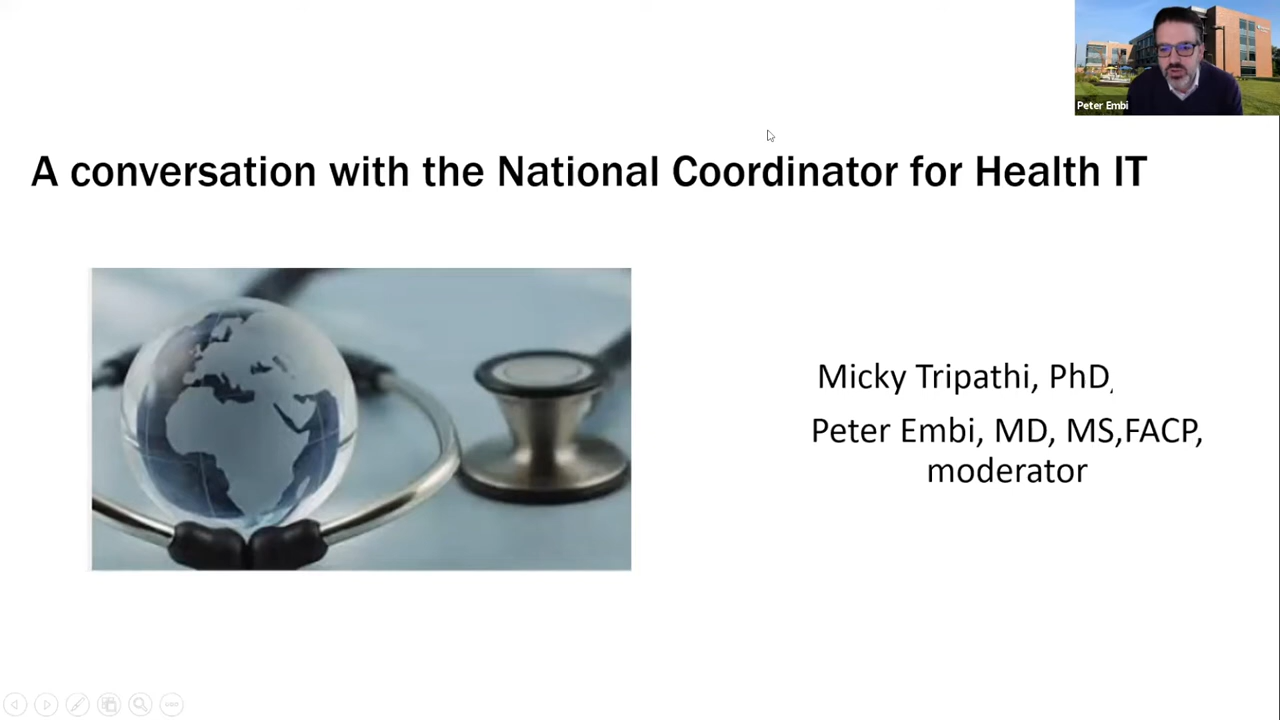 Peter Embi
A conversation with the National Coordinator for Health IT
Micky Tripathi, PhD,
Peter Embi, MD, MS,FACP,
moderator